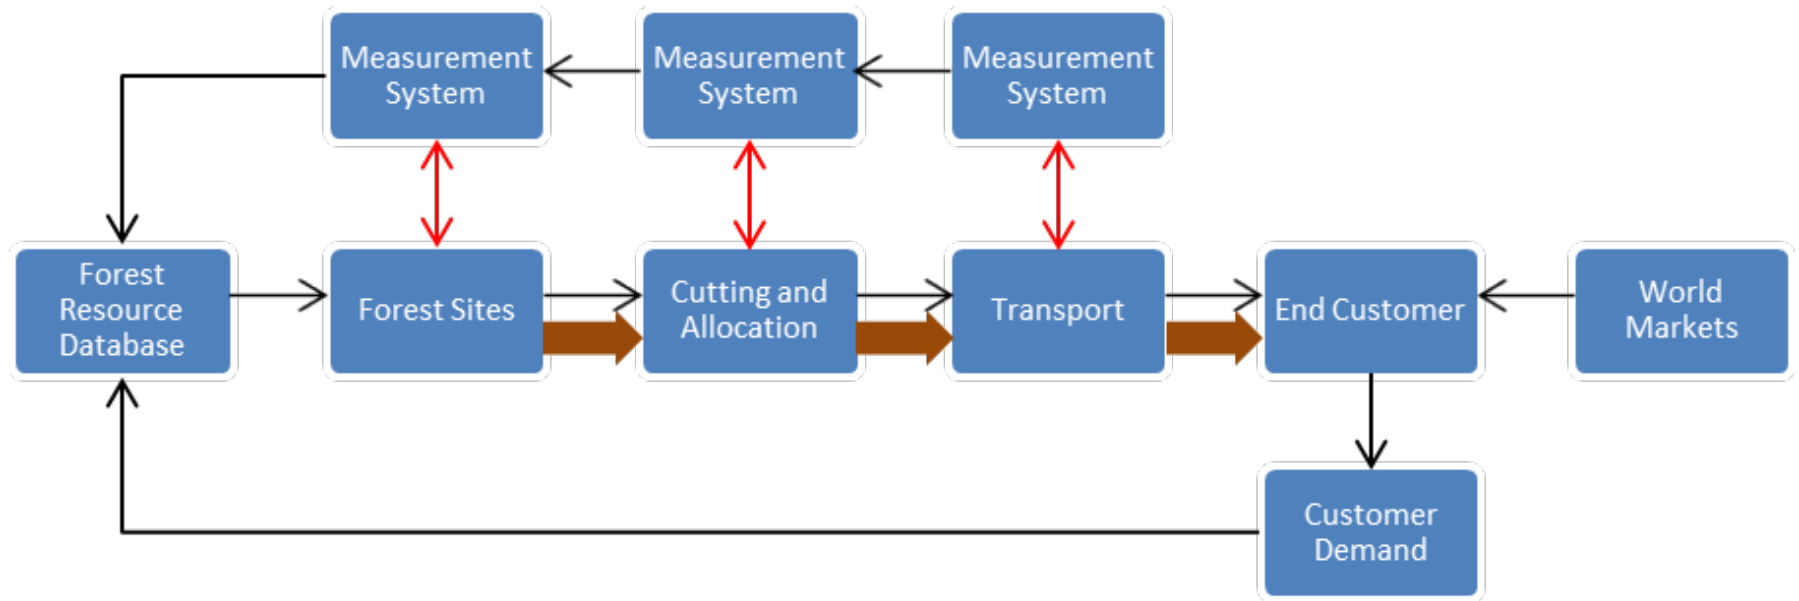 Measurement
System
Measurement
System
Measurement
System
Forest
Resource
Database
Forest Sites
Cutting and
Allocation
Transport
End Customer
World
Markets
Customer
Demand